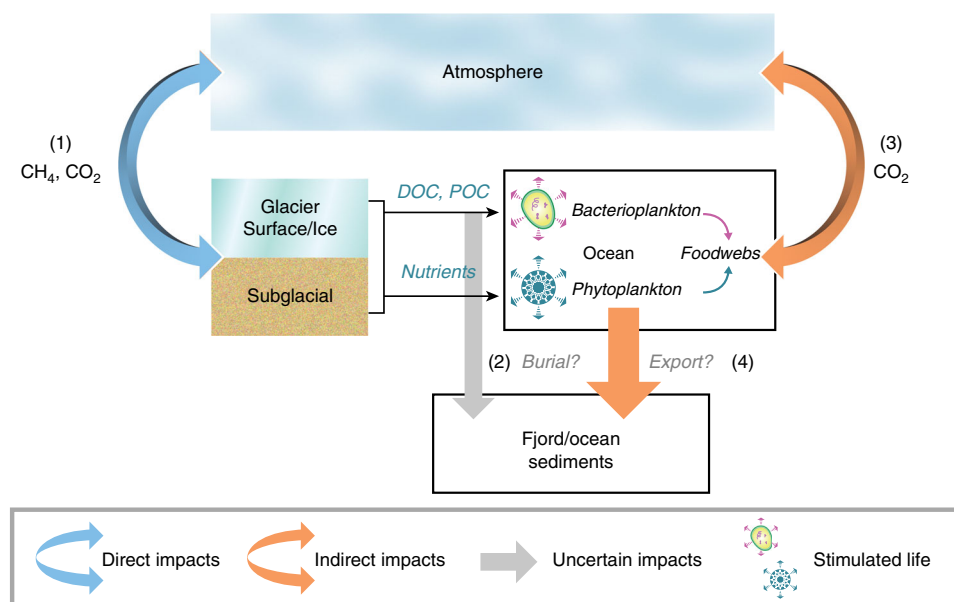 Atmosphere
(1)
CH₄, CO₂
(3)
CO₂
Glacier
Surface/Ice
Subglacial
DOC, POC
Nutrients
Bacterioplankton
Ocean
Foodwebs
Phytoplankton
(2) Burial?
Export? (4)
Fjord/ocean
sediments
Direct impacts
Indirect impacts
Uncertain impacts
Stimulated life